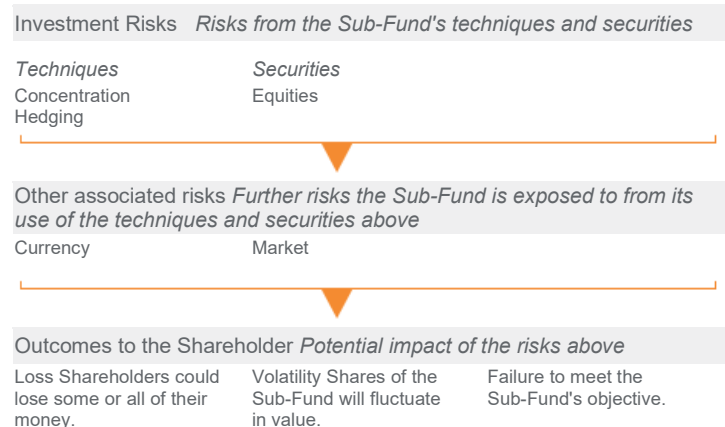 Investment Risks Risks from the Sub-Fund's techniques and securities
Techniques Securities
Concentration Equities
Hedging
Other associated risks Further risks the Sub-Fund is exposed to from its
use of the techniques and securities above
Currency Market
Outcomes to the Shareholder Potential impact of the risks above
Loss Shareholders could
lose some or all of their
money.
Volatility Shares of the
Sub-Fund will fluctuate
in value.
Failure to meet the
Sub-Fund's objective.